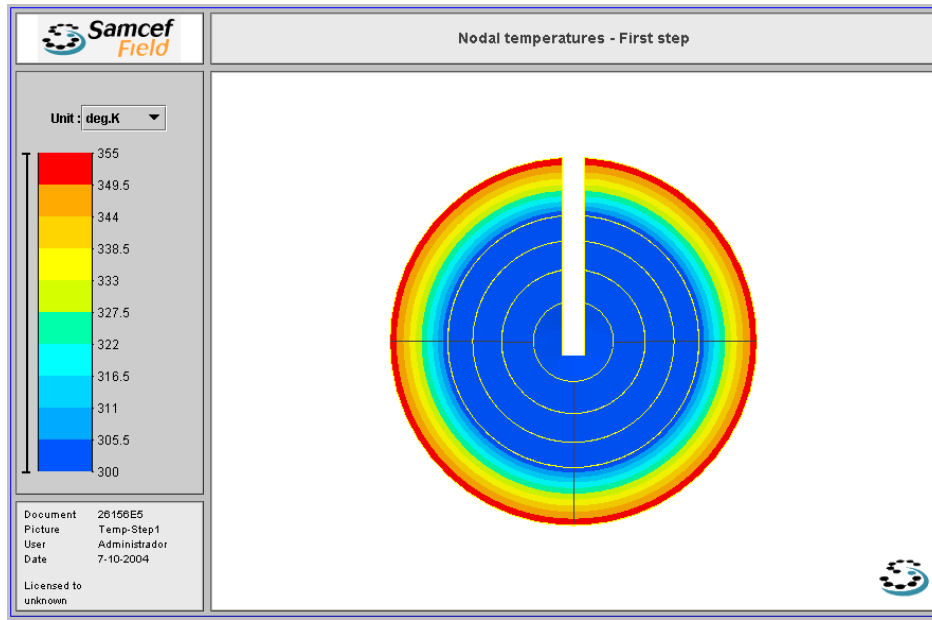 Samcef
Field
Nodal temperatures - First step
Unit : deg.K
355
349.5
344
338.5
333
327.5
322
316.5
311
305.5
300
Document 26156E5
Picture Temp-Step1
User Administrador
Date 7-10-2004
Licensed to
unknown